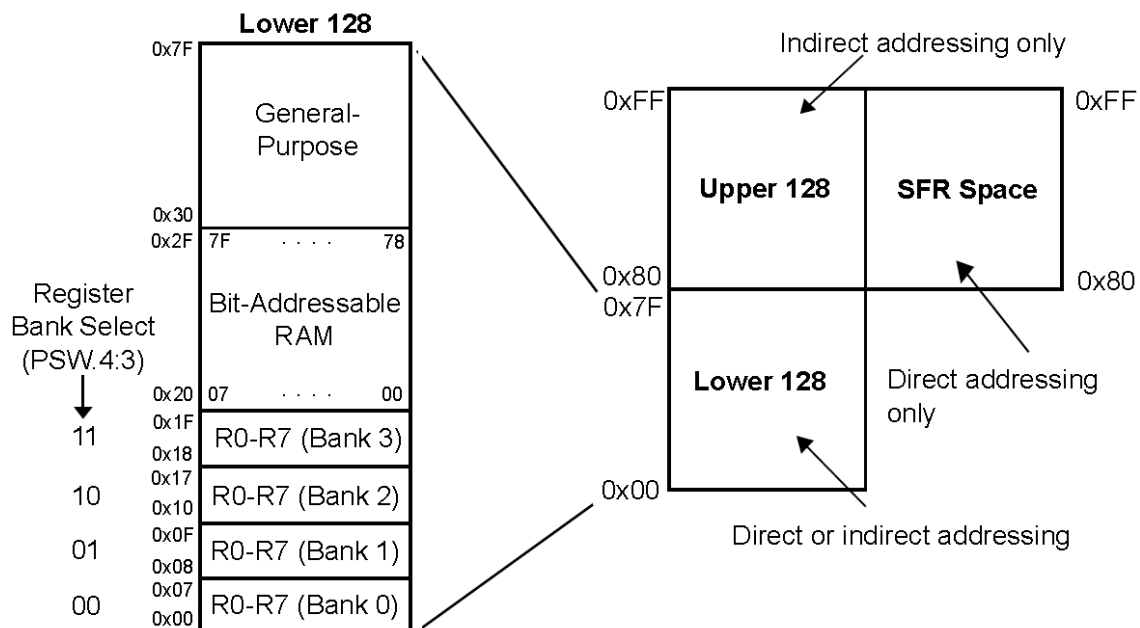 Lower 128
0x7F
General-
Purpose
0x30
0x2F 7F . . . . 78
Bit-Addressable
RAM
0x20 07 . . . . 00
Register
Bank Select
(PSW.4:3)
11 0x1F R0-R7 (Bank 3)
0x18
10 0x17 R0-R7 (Bank 2)
0x10
01 0x0F R0-R7 (Bank 1)
0x08
00 0x07 R0-R7 (Bank 0)
0x00
Indirect addressing only
0xFF 0xFF
Upper 128 SFR Space
0x80 0x80
0x7F
Lower 128
Direct addressing
only
0x00
Direct or indirect addressing